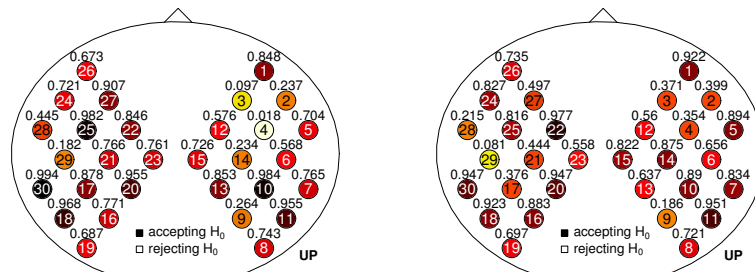 0.673 0.848 0.735 0.922
26 1 26 1
0.721 0.907 0.097 0.237 0.827 0.497 0.371 0.399
24 27 3 2 24 27 3 2
0.445 0.982 0.846 0.576 0.018 0.704 0.215 0.816 0.977 0.56 0.354 0.894
28 25 22 12 4 5 28 25 22 12 4 5
0.182 0.766 0.761 0.726 0.234 0.568 0.081 0.444 0.558 0.822 0.875 0.656
29 21 23 15 14 6 29 21 23 15 14 6
0.994 0.878 0.955 0.853 0.984 0.765 0.947 0.376 0.947 0.637 0.89 0.834
30 17 20 13 10 7 30 17 20 13 10 7
0.968 0.771 0.264 0.955 0.923 0.883 0.186 0.951
18 16 9 11 18 16 9 11
0.687 0.743 0.697 0.721
19 8 19 8
accepting H₀ accepting H₀
rejecting H₀ rejecting H₀
UP UP